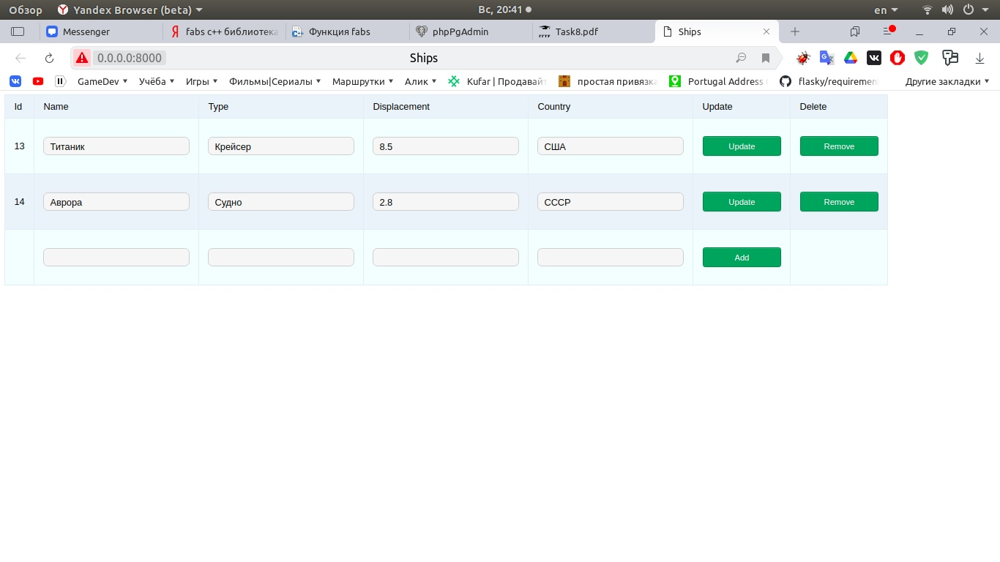 Обзор Yandex Browser (beta) Вс, 20:41 en
Messenger fabs c++ библиотека Функция fabs phpPgAdmin Task8.pdf Ships
0.0.0.0:8000 Ships
GameDev Учёба Игры Фильмы|Сериалы Маршрутки Алик Kufar | Продавайт простая привязка Portugal Address flasky/requiremen Другие закладки
Id Name Type Displacement Country Update Delete
13 Титаник Крейсер 8.5 США Update Remove
14 Аврора Судно 2.8 СССР Update Remove
Add